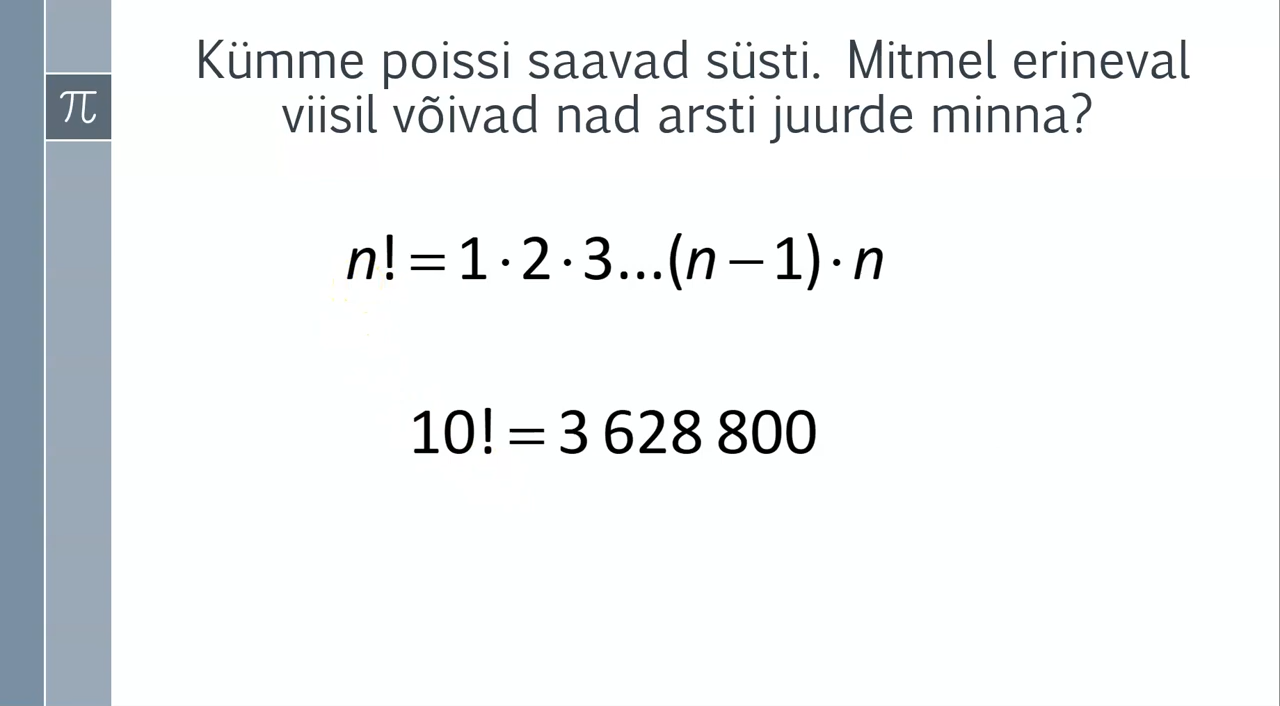 Kümme poissi saavad süsti. Mitmel erineval
viisil võivad nad arsti juurde minna?
π
n! = 1 · 2 · 3...(n − 1) · n
10! = 3 628 800